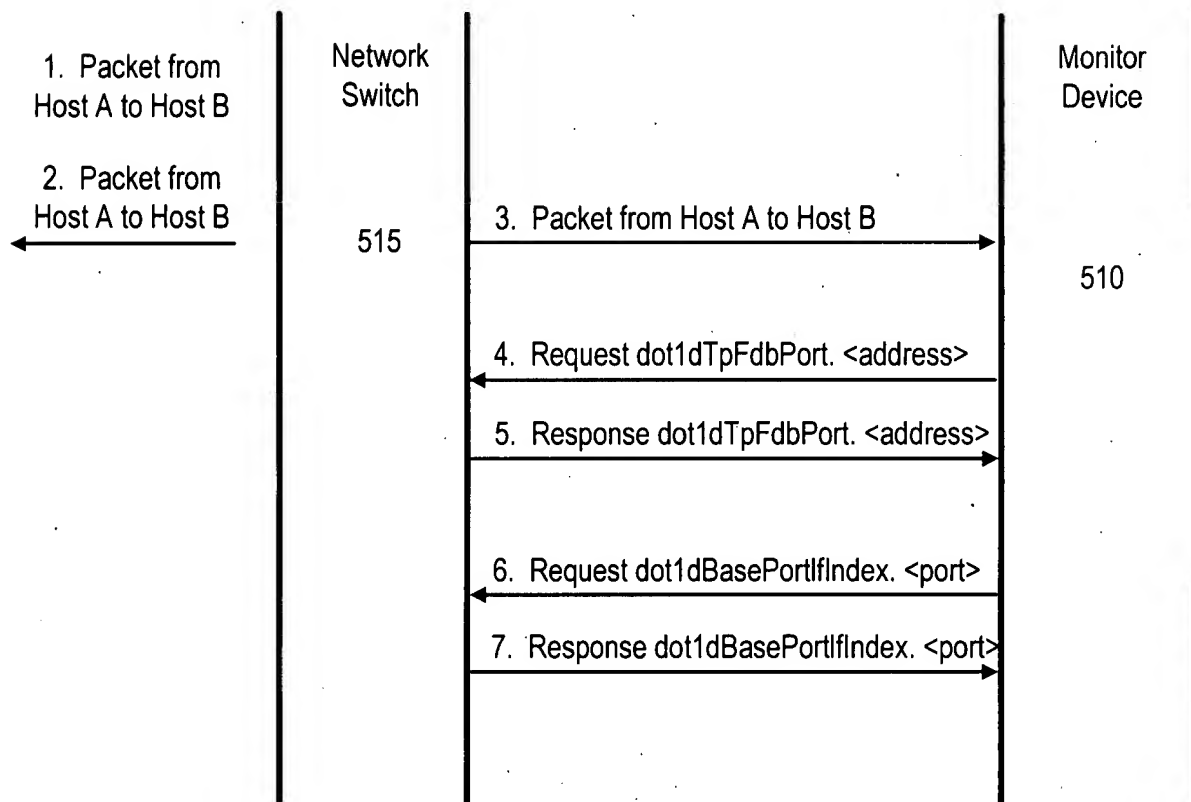 1. Packet from
Host A to Host B
Network
Switch
Monitor
Device
2. Packet from
Host A to Host B
3. Packet from Host A to Host B
515
510
4. Request dot1dTpFdbPort. <address>
5. Response dot1dTpFdbPort. <address>
6. Request dot1dBasePortIfIndex. <port>
7. Response dot1dBasePortIfIndex. <port>